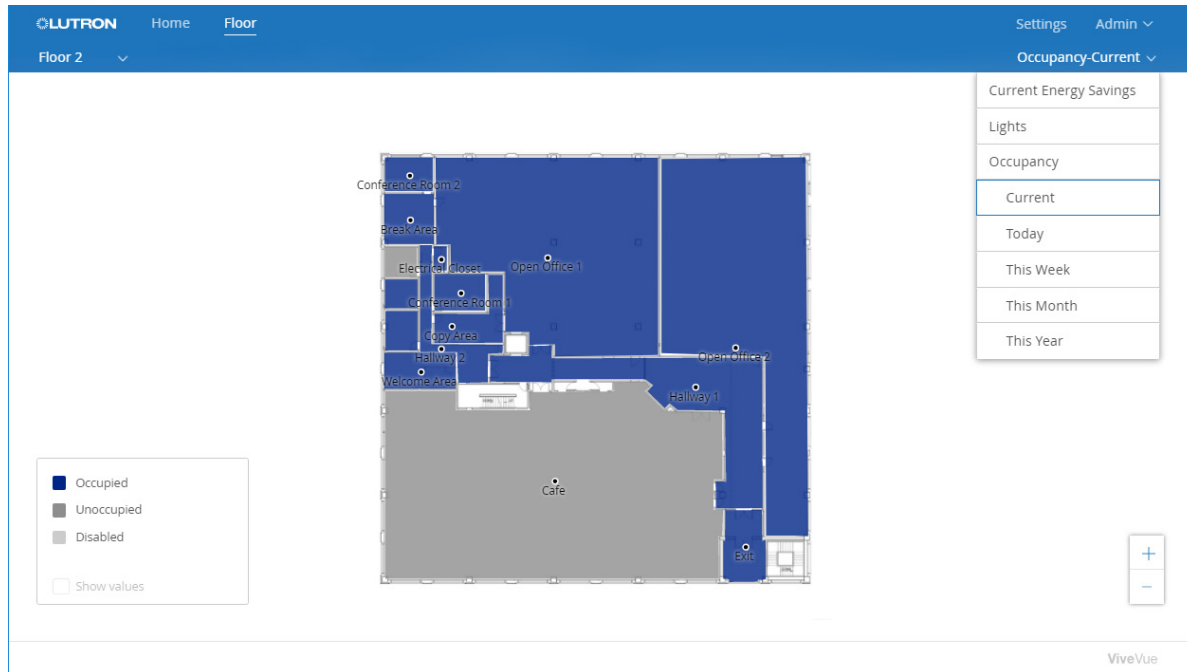 LUTRON Home Floor Settings Admin
Floor 2 Occupancy-Current
Current Energy Savings
Lights
Occupancy
Current
Today
This Week
This Month
This Year
Conference Room 2
Break Area
Electrical Closet
Open Office 1
Conference Room 1
Copy Area
Hallway 2
Open Office 2
Welcome Area
Hallway 1
Cafe
Exit
Occupied
Unoccupied
Disabled
Show values
ViveVue